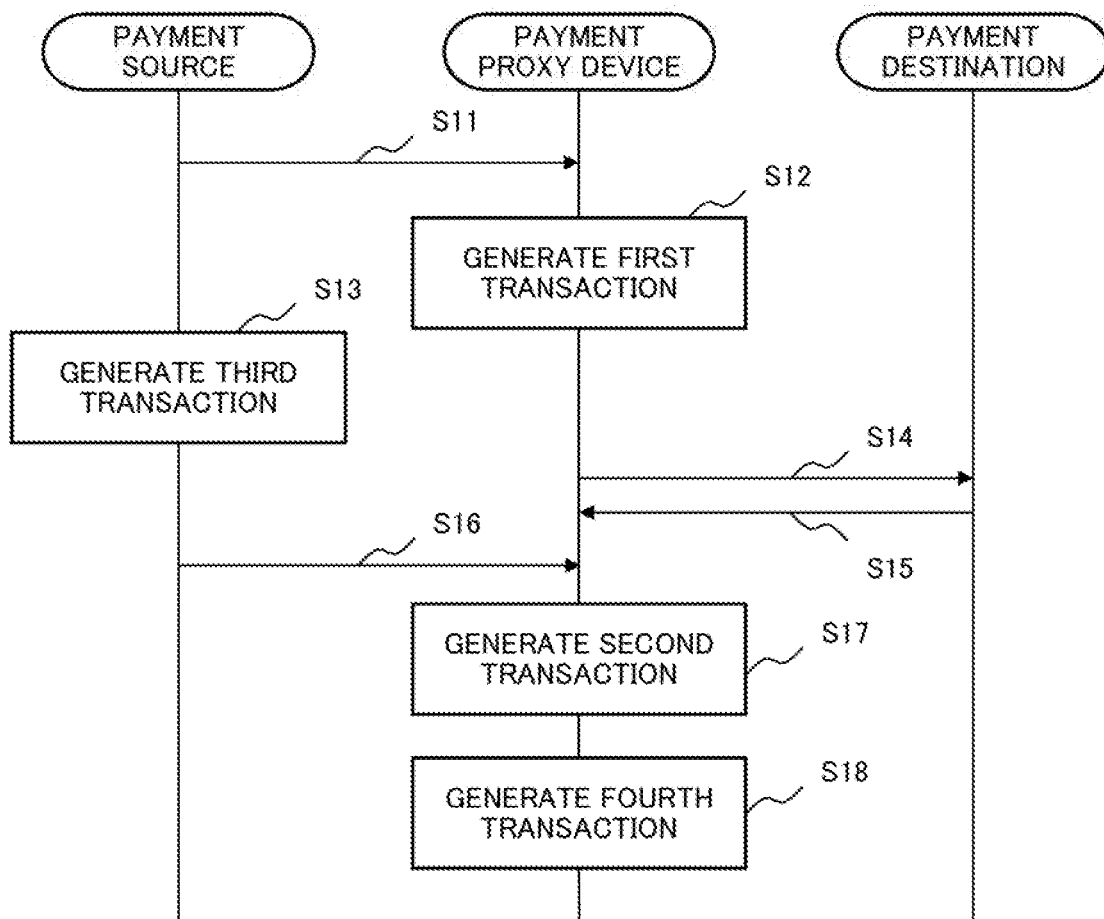 PAYMENT
SOURCE
PAYMENT
PROXY DEVICE
PAYMENT
DESTINATION
S11
S12
GENERATE FIRST
TRANSACTION
S13
GENERATE THIRD
TRANSACTION
S14
S16
S15
GENERATE SECOND
TRANSACTION
S17
GENERATE FOURTH
TRANSACTION
S18